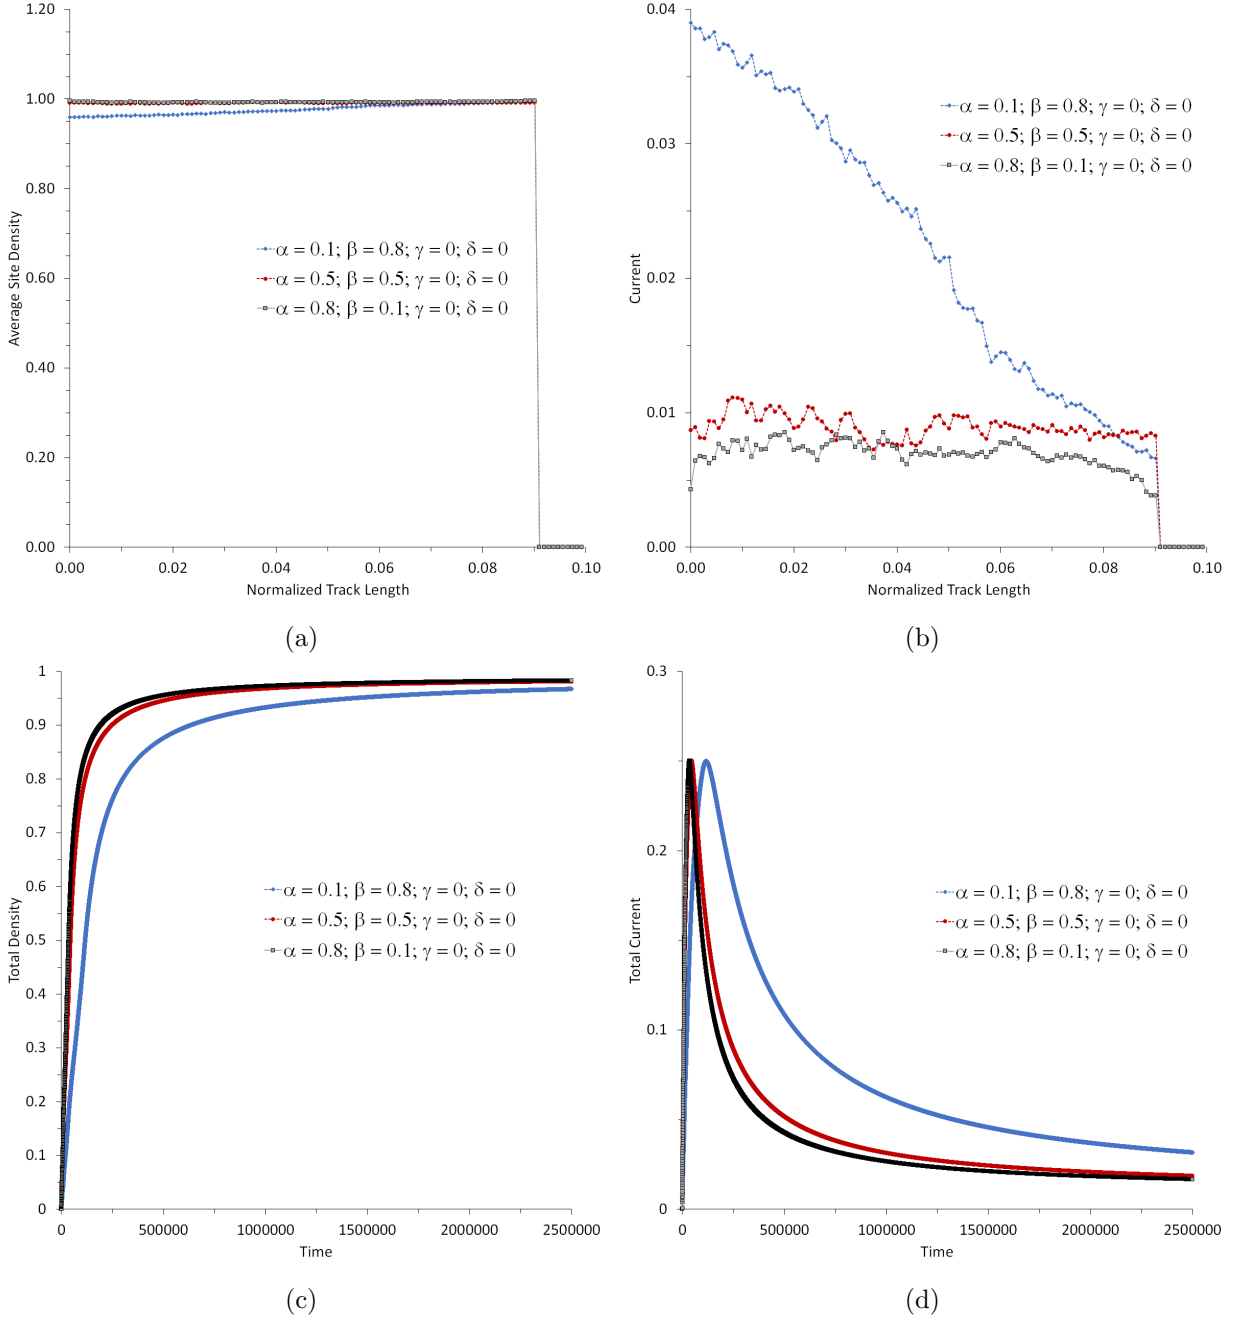 1.20
1.00
0.80
0.60
0.40
0.20
0.00
Average Site Density
α = 0.1; β = 0.8; γ = 0; δ = 0
α = 0.5; β = 0.5; γ = 0; δ = 0
α = 0.8; β = 0.1; γ = 0; δ = 0
0.00 0.02 0.04 0.06 0.08 0.10
Normalized Track Length
(a)
0.04
0.03
0.02
0.01
0.00
Current
α = 0.1; β = 0.8; γ = 0; δ = 0
α = 0.5; β = 0.5; γ = 0; δ = 0
α = 0.8; β = 0.1; γ = 0; δ = 0
0.00 0.02 0.04 0.06 0.08 0.10
Normalized Track Length
(b)
1
0.9
0.8
0.7
0.6
0.5
0.4
0.3
0.2
0.1
0
Total Density
α = 0.1; β = 0.8; γ = 0; δ = 0
α = 0.5; β = 0.5; γ = 0; δ = 0
α = 0.8; β = 0.1; γ = 0; δ = 0
0 500000 1000000 1500000 2000000 2500000
Time
(c)
0.3
0.2
0.1
0
Total Current
α = 0.1; β = 0.8; γ = 0; δ = 0
α = 0.5; β = 0.5; γ = 0; δ = 0
α = 0.8; β = 0.1; γ = 0; δ = 0
0 500000 1000000 1500000 2000000 2500000
Time
(d)